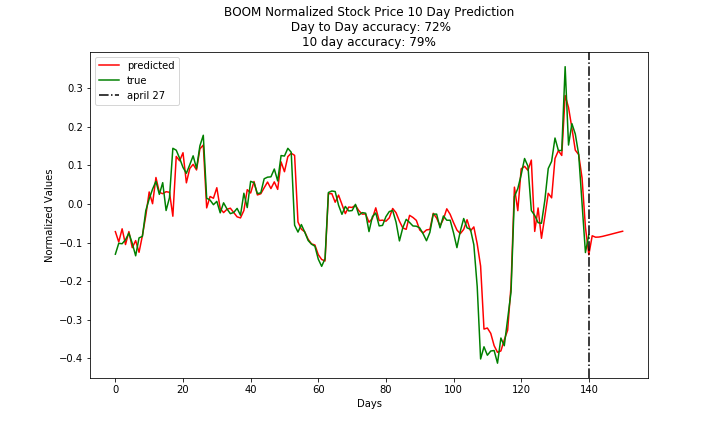 BOOM Normalized Stock Price 10 Day Prediction
Day to Day accuracy: 72%
10 day accuracy: 79%
predicted
true
april 27
Normalized Values
0.3
0.2
0.1
0.0
−0.1
−0.2
−0.3
−0.4
0 20 40 60 80 100 120 140
Days